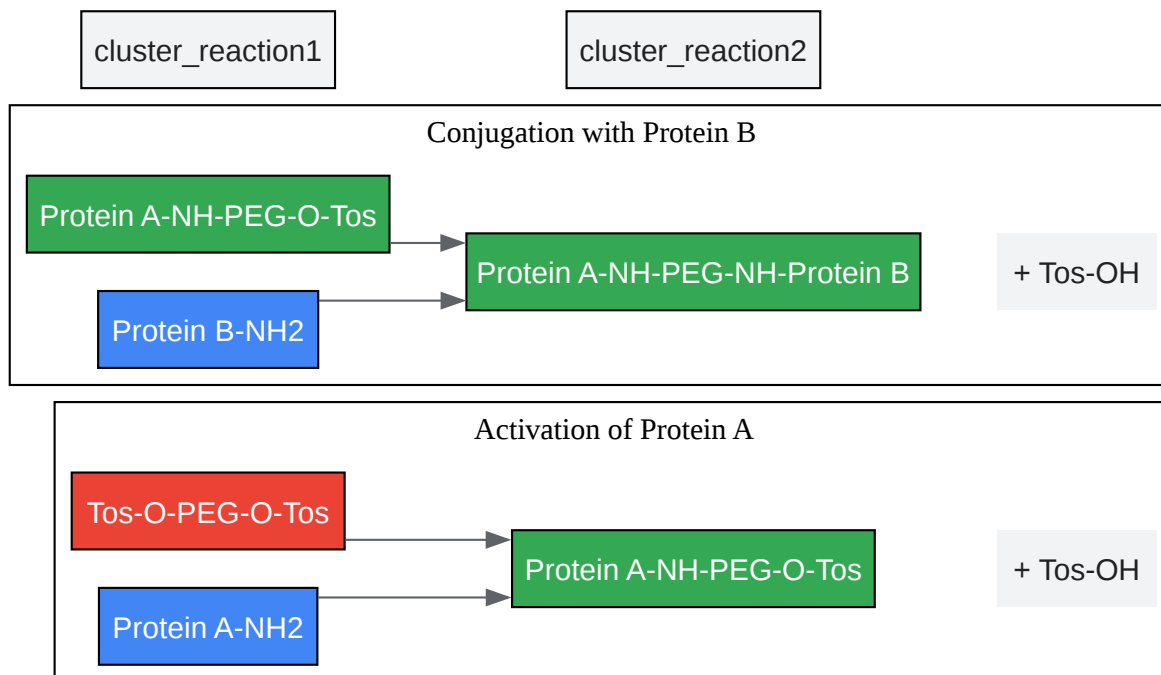 cluster_reaction1
cluster_reaction2
Conjugation with Protein B
Protein A-NH-PEG-O-Tos
Protein B-NH2
Protein A-NH-PEG-NH-Protein B
+ Tos-OH
Activation of Protein A
Tos-O-PEG-O-Tos
Protein A-NH2
Protein A-NH-PEG-O-Tos
+ Tos-OH